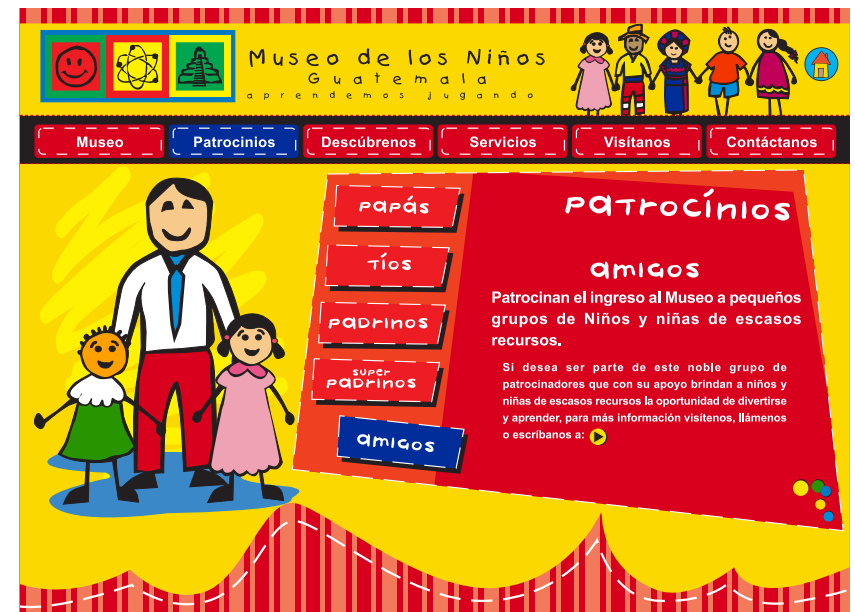 Museo de los Niños
Guatemala
aprendemos jugando
Museo
Patrocinios
Descúbrenos
Servicios
Visítanos
Contáctanos
Papás
Tíos
Padrinos
super
Padrinos
amigos
Patrocínios
amigos
Patrocinan el ingreso al Museo a pequeños
grupos de Niños y niñas de escasos
recursos.
Si desea ser parte de este noble grupo de
patrocinadores que con su apoyo brindan a niños y
niñas de escasos recursos la oportunidad de divertirse
y aprender, para más información visítenos, llámenos
o escríbanos a: